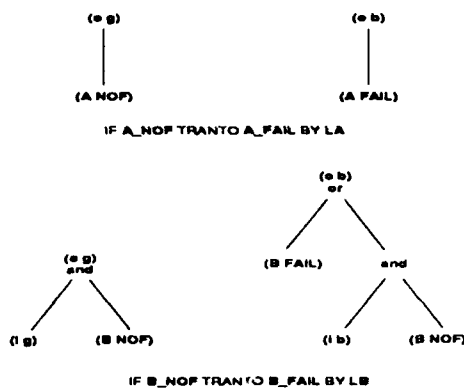 (o g) (o b)
(A NOF) (A FAIL)
IF A_NOF TRANTO A_FAIL BY LA
(o b)
or
(o g)
and
(B FAIL) and
(i g) (B NOF) (i b) (B NOF)
IF B_NOF TRANTO B_FAIL BY LB